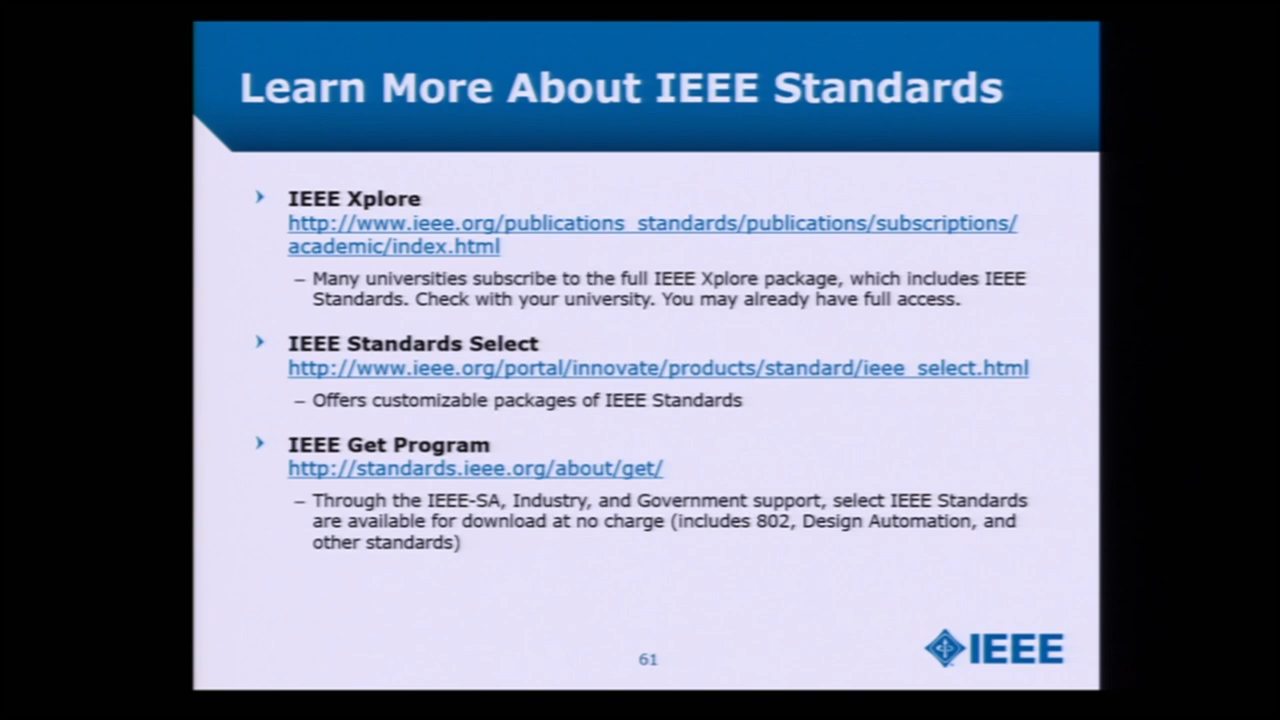 Learn More About IEEE Standards
IEEE Xplore
http://www.ieee.org/publications_standards/publications/subscriptions/
academic/index.html
– Many universities subscribe to the full IEEE Xplore package, which includes IEEE
Standards. Check with your university. You may already have full access.
IEEE Standards Select
http://www.ieee.org/portal/innovate/products/standard/ieee_select.html
– Offers customizable packages of IEEE Standards
IEEE Get Program
http://standards.ieee.org/about/get/
– Through the IEEE-SA, Industry, and Government support, select IEEE Standards
are available for download at no charge (includes 802, Design Automation, and
other standards)
61
IEEE